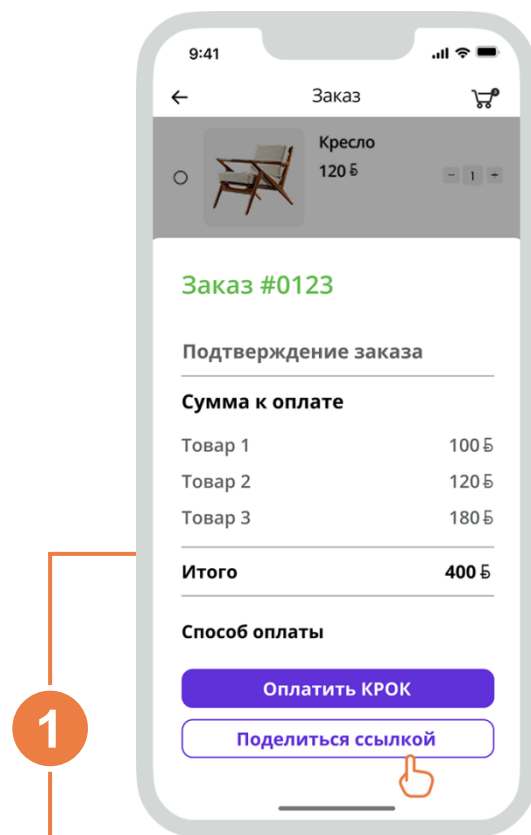 9:41
Заказ
Кресло
120 Б
− 1 +
Заказ #0123
Подтверждение заказа
Сумма к оплате
Товар 1 100 Б
Товар 2 120 Б
Товар 3 180 Б
Итого 400 Б
Способ оплаты
Оплатить КРОК
Поделиться ссылкой
1